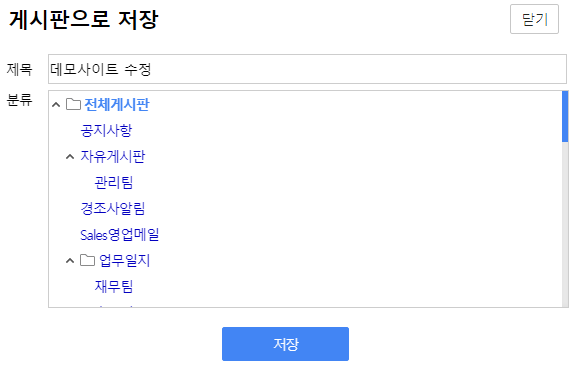 게시판으로 저장
닫기
제목 데모사이트 수정
분류
전체게시판
공지사항
자유게시판
관리팀
경조사알림
Sales영업메일
업무일지
재무팀
저장